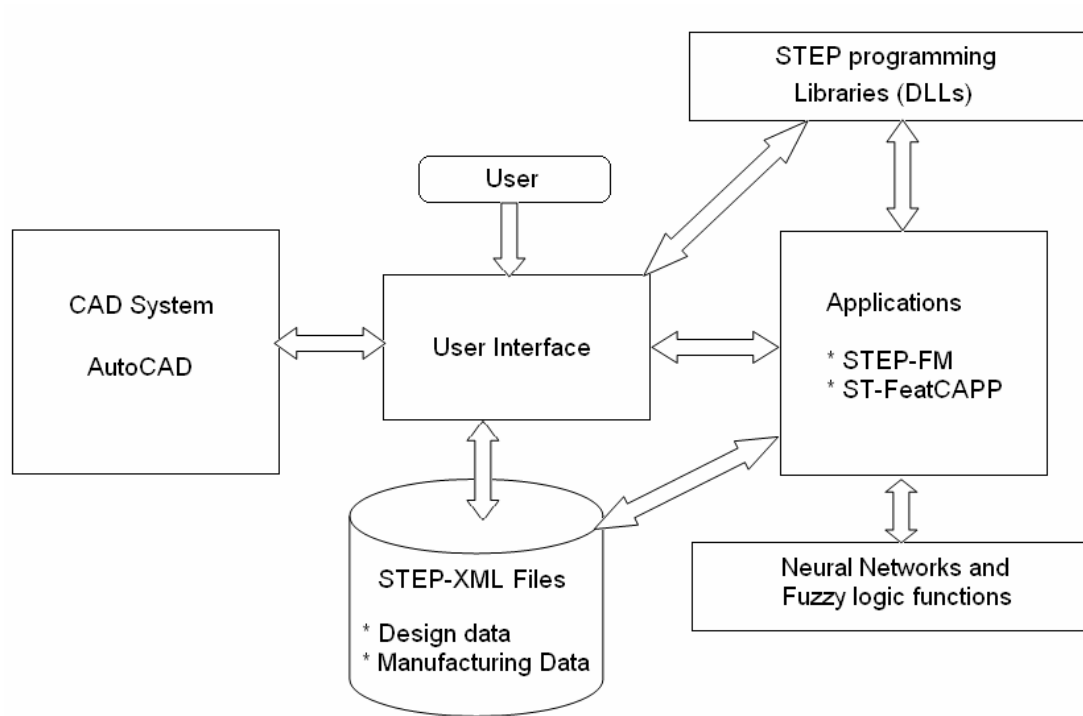 STEP programming
Libraries (DLLs)
User
CAD System
AutoCAD
User Interface
Applications
* STEP-FM
* ST-FeatCAPP
STEP-XML Files
* Design data
* Manufacturing Data
Neural Networks and
Fuzzy logic functions